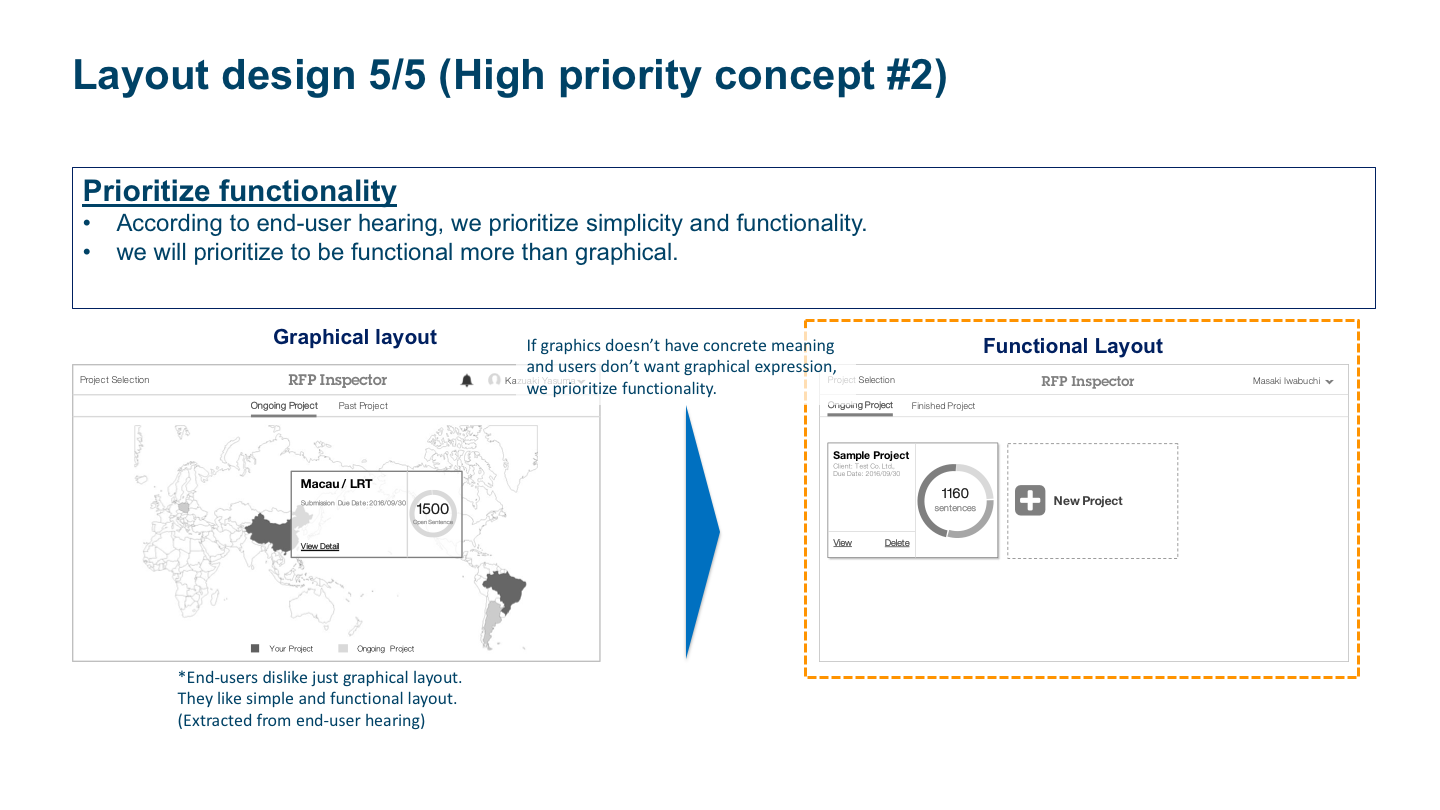 Layout design 5/5 (High priority concept #2)
Prioritize functionality
• According to end-user hearing, we prioritize simplicity and functionality.
• we will prioritize to be functional more than graphical.
Graphical layout
If graphics doesn't have concrete meaning
and users don't want graphical expression,
we prioritize functionality.
Functional Layout
Project Selection
RFP Inspector
Kazuaki Yasuma
Ongoing Project Past Project
Macau / LRT
Submission Due Date: 2016/09/30
1500
Open Sentence
View Detail
Your Project Ongoing Project
*End-users dislike just graphical layout.
They like simple and functional layout.
(Extracted from end-user hearing)
Project Selection
RFP Inspector
Masaki Iwabuchi
Ongoing Project Finished Project
Sample Project
Client: Test Co. Ltd.,
Due Date: 2016/09/30
1160
sentences
View Delete
New Project